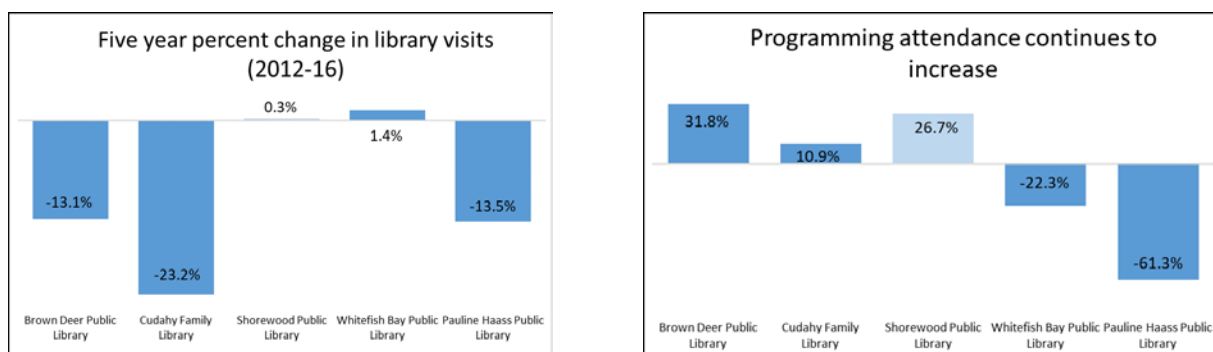 Five year percent change in library visits
(2012-16)
0.3%
1.4%
-13.1%
-13.5%
-23.2%
Brown Deer Public Library
Cudahy Family Library
Shorewood Public Library
Whitefish Bay Public Library
Pauline Haass Public Library
Programming attendance continues to
increase
31.8%
26.7%
10.9%
-22.3%
-61.3%
Brown Deer Public Library
Cudahy Family Library
Shorewood Public Library
Whitefish Bay Public Library
Pauline Haass Public Library